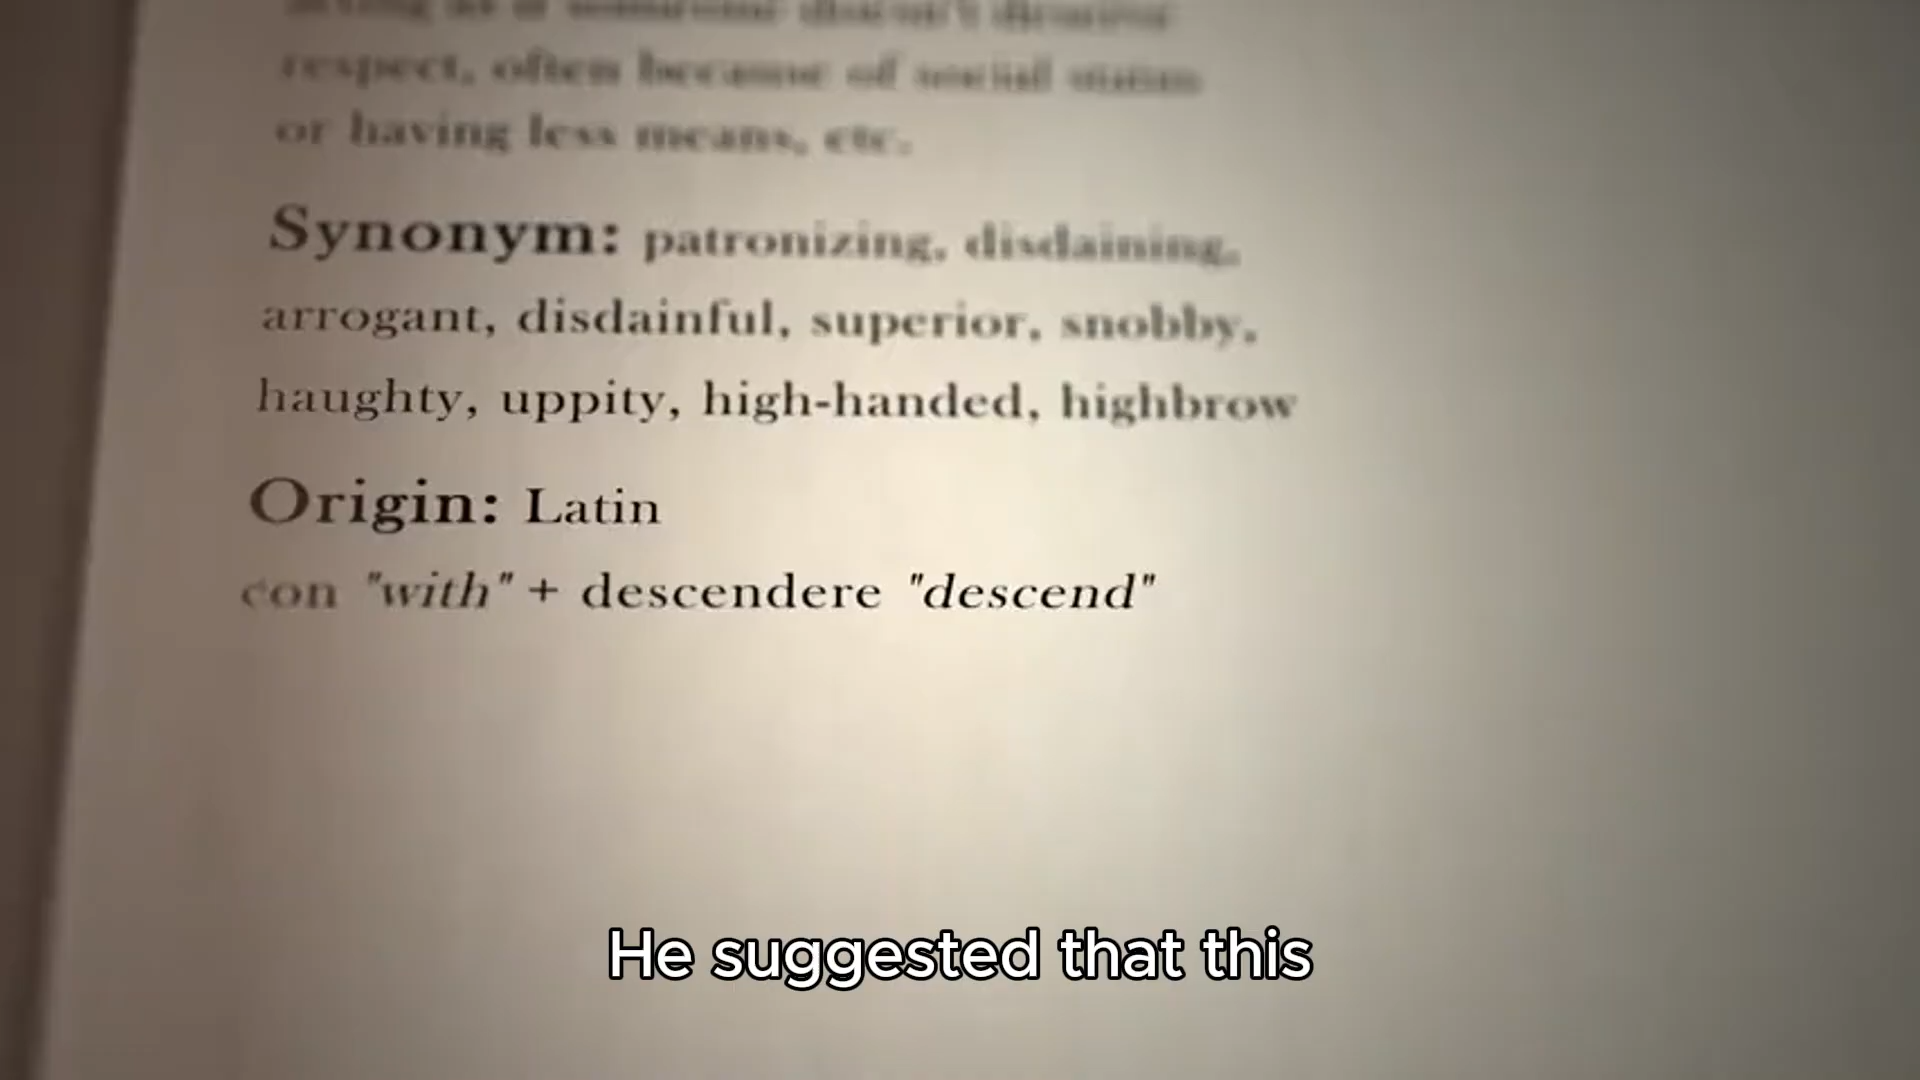 respect, often because of social status
or having less means, etc.
Synonym: patronizing, disdaining,
arrogant, disdainful, superior, snobby,
haughty, uppity, high-handed, highbrow
Origin: Latin
con "with" + descendere "descend"
He suggested that this